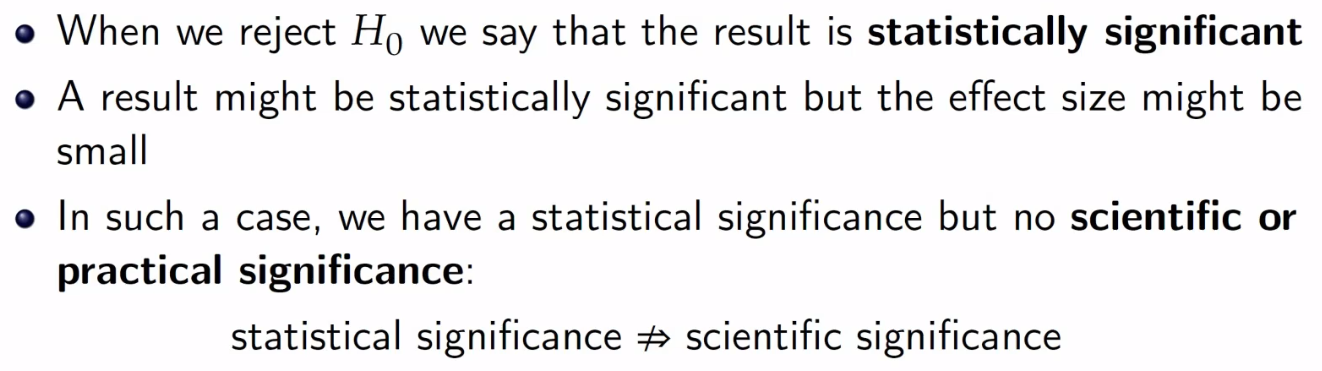 • When we reject H₀ we say that the result is statistically significant
• A result might be statistically significant but the effect size might be
small
• In such a case, we have a statistical significance but no scientific or
practical significance:
statistical significance ⇏ scientific significance